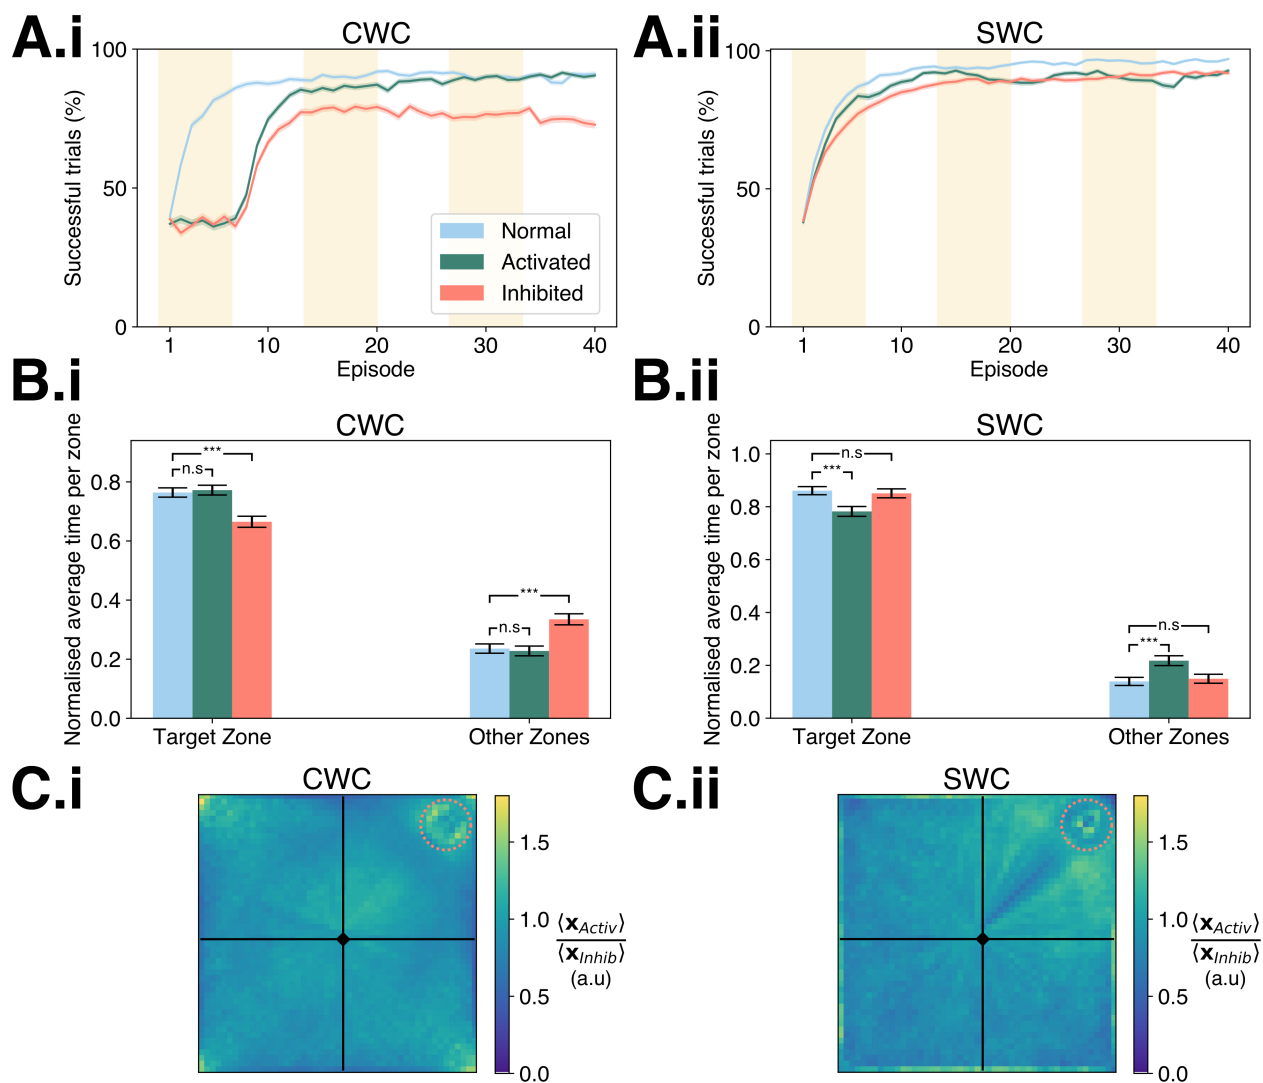 A.i
CWC
Successful trials (%)
100
50
0
1
10
20
30
40
Episode
Normal
Activated
Inhibited
A.ii
SWC
Successful trials (%)
100
50
0
1
10
20
30
40
Episode
B.i
CWC
Normalised average time per zone
0.8
0.6
0.4
0.2
0.0
***
n.s
***
n.s
Target Zone
Other Zones
B.ii
SWC
Normalised average time per zone
1.0
0.8
0.6
0.4
0.2
0.0
n.s
***
n.s
***
Target Zone
Other Zones
C.i
CWC
1.5
1.0
0.5
0.0
⟨x_Activ⟩
⟨x_Inhib⟩
(a.u)
C.ii
SWC
1.5
1.0
0.5
0.0
⟨x_Activ⟩
⟨x_Inhib⟩
(a.u)